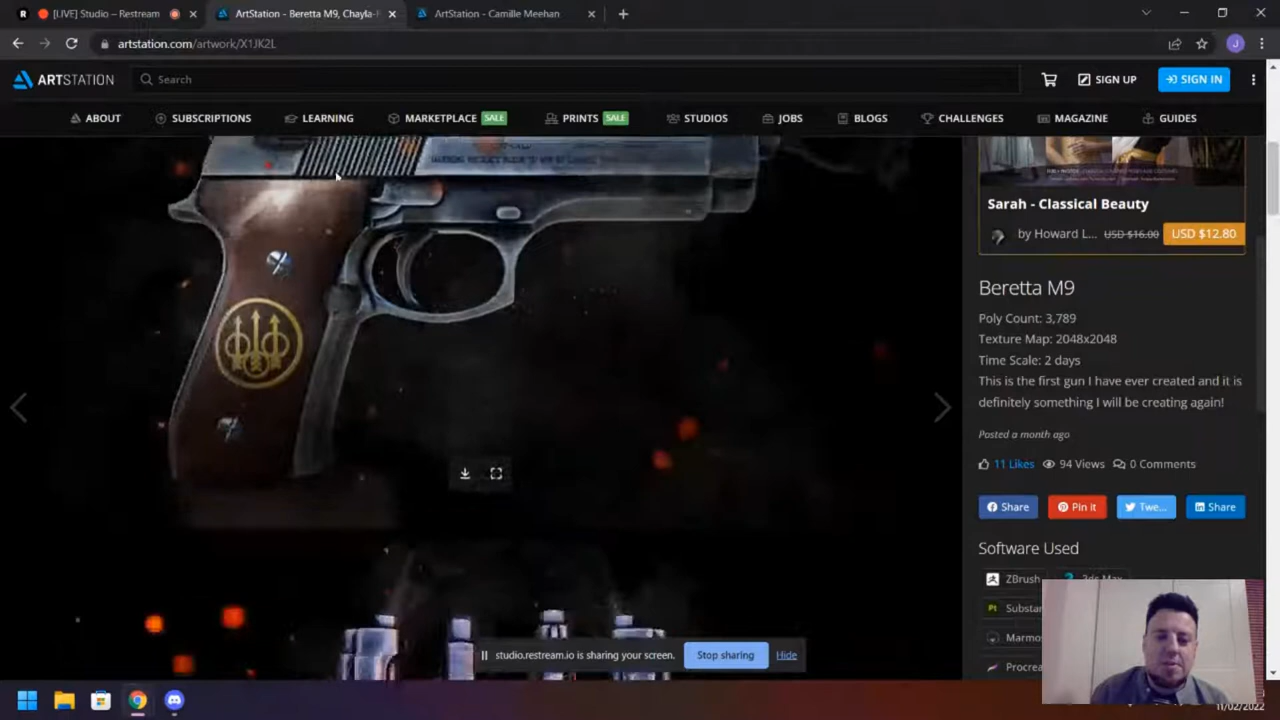 [LIVE] Studio – Restream
ArtStation - Beretta M9, Chayla-
ArtStation - Camille Meehan
artstation.com/artwork/X1JK2L
J
ARTSTATION
Search
SIGN UP
SIGN IN
ABOUT
SUBSCRIPTIONS
LEARNING
MARKETPLACE SALE
PRINTS SALE
STUDIOS
JOBS
BLOGS
CHALLENGES
MAGAZINE
GUIDES
Sarah - Classical Beauty
by Howard L... USD $16.00 USD $12.80
Beretta M9
Poly Count: 3,789
Texture Map: 2048x2048
Time Scale: 2 days
This is the first gun I have ever created and it is
definitely something I will be creating again!
Posted a month ago
11 Likes 94 Views 0 Comments
Share
Pin it
Twe...
Share
Software Used
ZBrush
3ds Max
Pt Substan
Marmos
Procrea
studio.restream.io is sharing your screen.
Stop sharing
Hide
11/02/2022